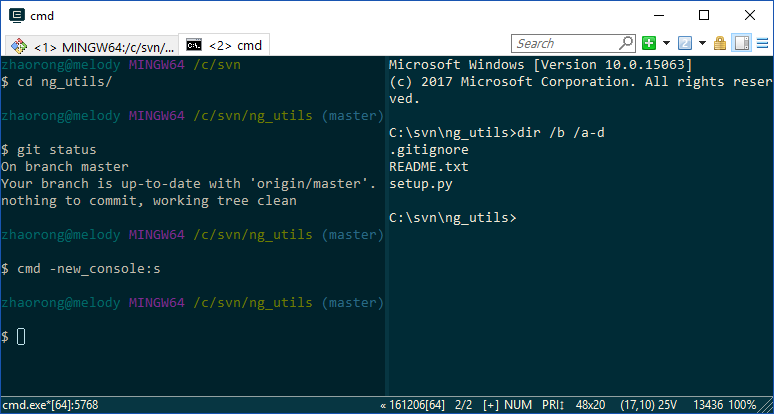 cmd
<1> MINGW64:/c/svn/...
<2> cmd
Search
zhaorong@melody MINGW64 /c/svn
$ cd ng_utils/
zhaorong@melody MINGW64 /c/svn/ng_utils (master)
$ git status
On branch master
Your branch is up-to-date with 'origin/master'.
nothing to commit, working tree clean
zhaorong@melody MINGW64 /c/svn/ng_utils (master)
$ cmd -new_console:s
zhaorong@melody MINGW64 /c/svn/ng_utils (master)
$
Microsoft Windows [Version 10.0.15063]
(c) 2017 Microsoft Corporation. All rights reser
ved.
C:\svn\ng_utils>dir /b /a-d
.gitignore
README.txt
setup.py
C:\svn\ng_utils>
cmd.exe*[64]:5768
« 161206[64] 2/2 [+] NUM PRI↕ 48x20 (17,10) 25V 13436 100%